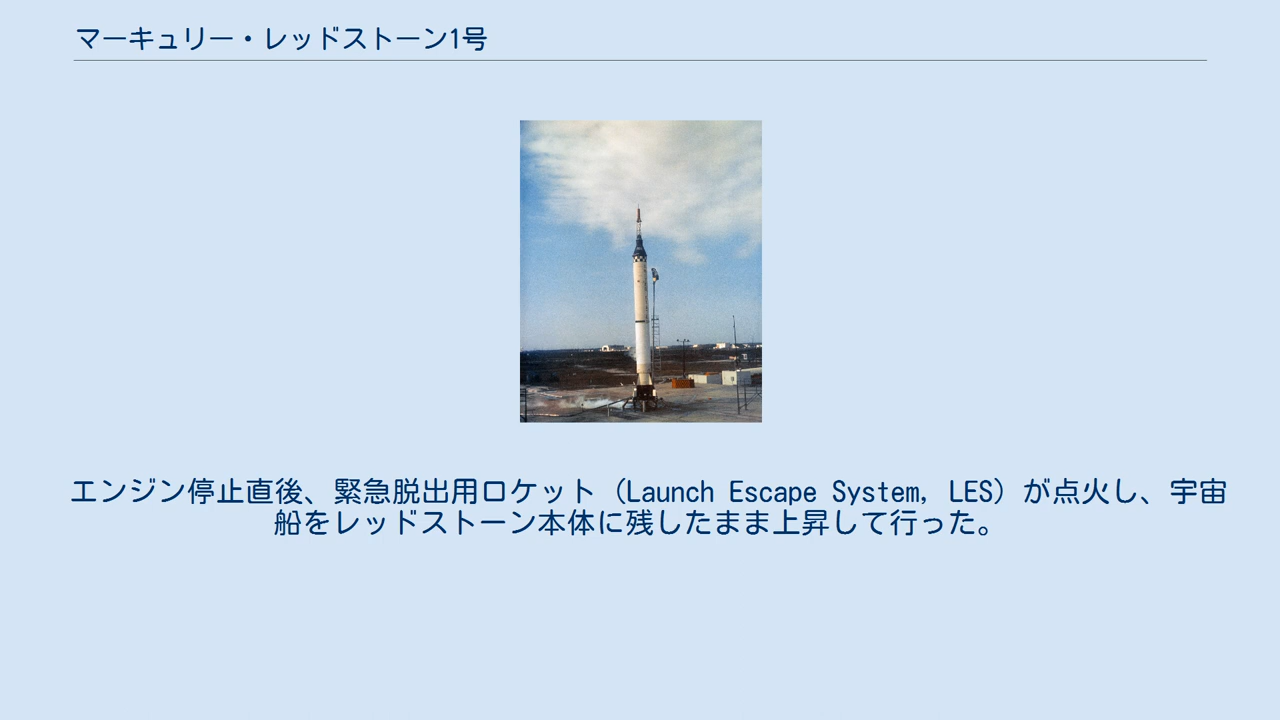 マーキュリー・レッドストーン1号
エンジン停止直後、緊急脱出用ロケット（Launch Escape System, LES）が点火し、宇宙
船をレッドストーン本体に残したまま上昇して行った。